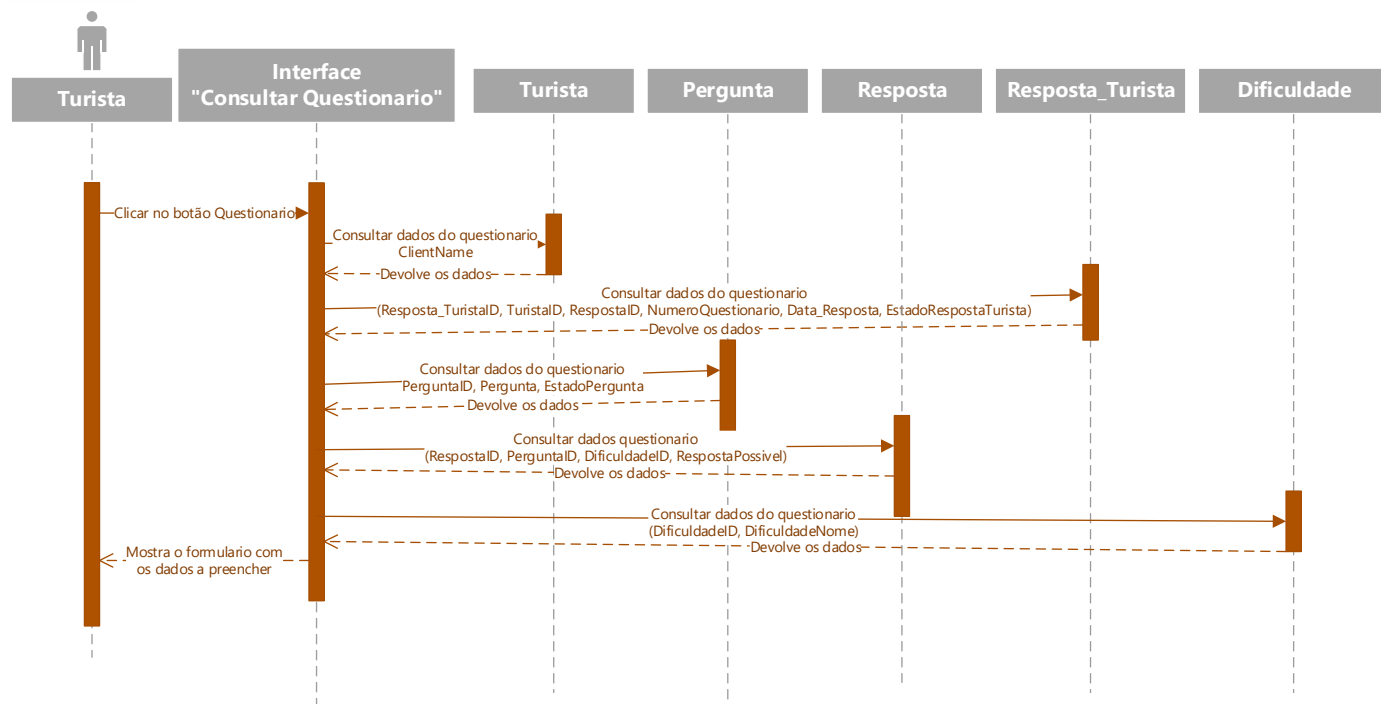 Turista
Interface
"Consultar Questionario"
Turista
Pergunta
Resposta
Resposta_Turista
Dificuldade
Clicar no botão Questionario
Consultar dados do questionario
ClientName
Devolve os dados
Consultar dados do questionario
(Resposta_TuristaID, TuristaID, RespostaID, NumeroQuestionario, Data_Resposta, EstadoRespostaTurista)
Devolve os dados
Consultar dados do questionario
PerguntaID, Pergunta, EstadoPergunta
Devolve os dados
Consultar dados questionario
(RespostaID, PerguntaID, DificuldadeID, RespostaPossivel)
Devolve os dados
Consultar dados do questionario
(DificuldadeID, DificuldadeNome)
Devolve os dados
Mostra o formulario com
os dados a preencher